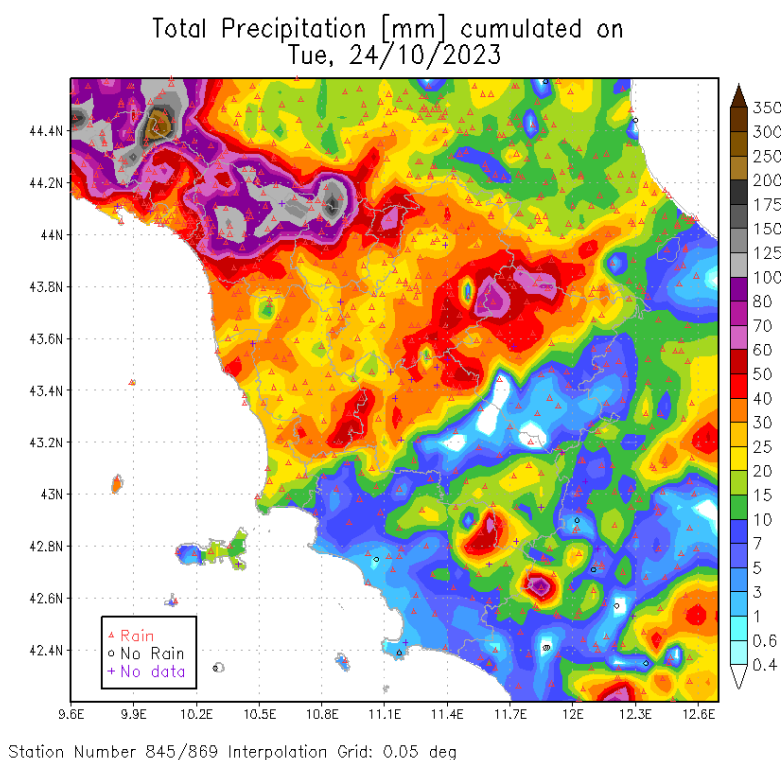 Total Precipitation [mm] cumulated on
Tue, 24/10/2023
44.4N
44.2N
44N
43.8N
43.6N
43.4N
43.2N
43N
42.8N
42.6N
42.4N
9.6E 9.9E 10.2E 10.5E 10.8E 11.1E 11.4E 11.7E 12E 12.3E 12.6E
Rain
No Rain
No data
350
300
250
200
175
150
125
100
80
70
60
50
40
30
25
20
15
10
7
5
3
1
0.6
0.4
Station Number 845/869 Interpolation Grid: 0.05 deg